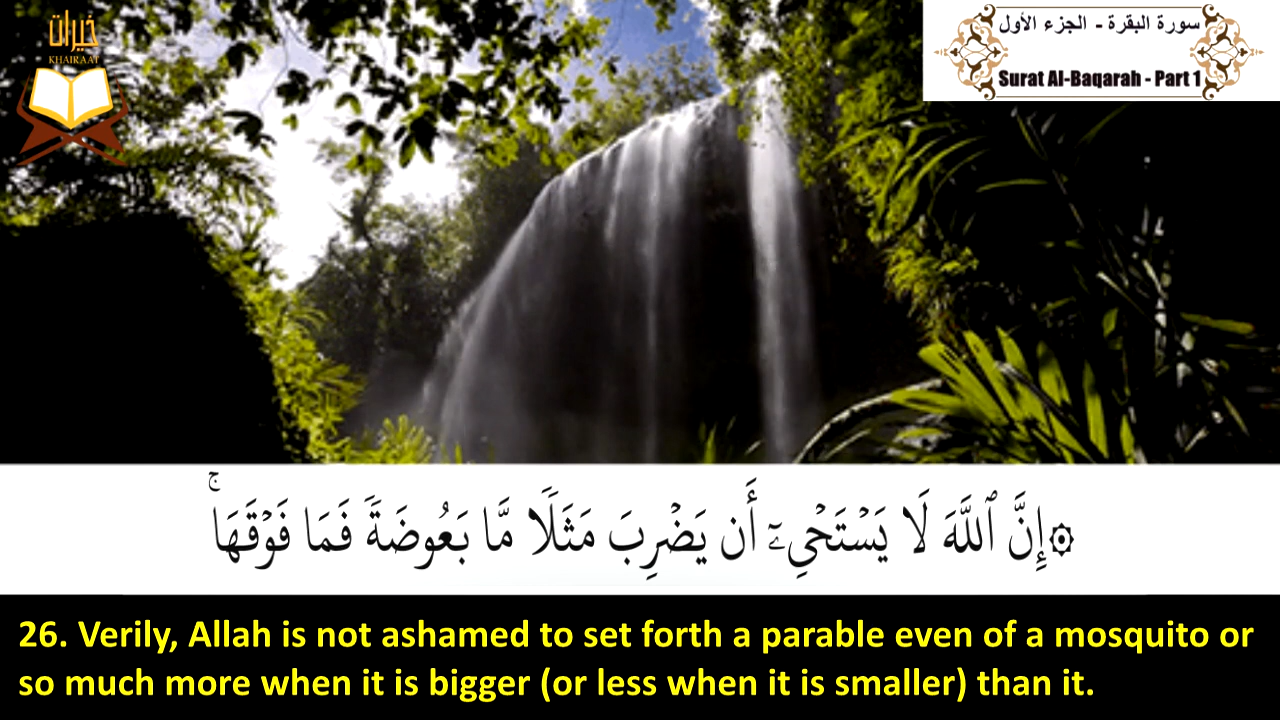 خيرات
KHAIRAAT
سورة البقرة - الجزء الأول
Surat Al-Baqarah - Part 1
۞إِنَّ ٱللَّهَ لَا يَسْتَحْىِۦٓ أَن يَضْرِبَ مَثَلًا مَّا بَعُوضَةً فَمَا فَوْقَهَا ۚ
26. Verily, Allah is not ashamed to set forth a parable even of a mosquito or
so much more when it is bigger (or less when it is smaller) than it.